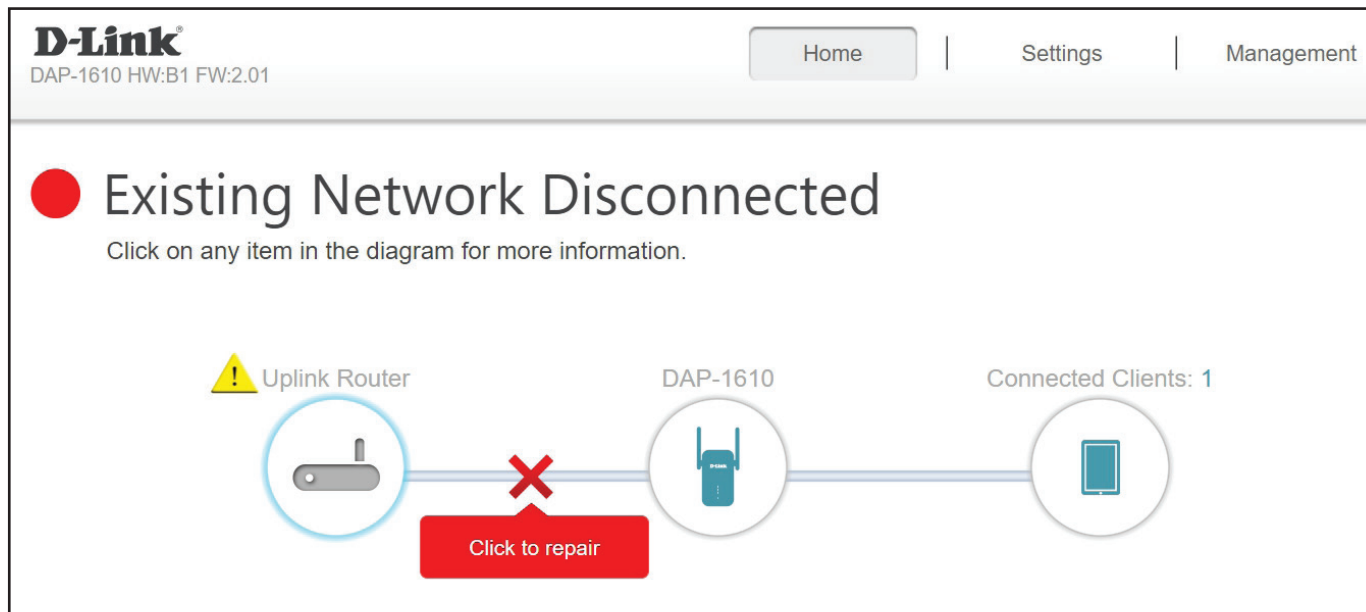 D-Link
DAP-1610 HW:B1 FW:2.01
Home | Settings | Management
Existing Network Disconnected
Click on any item in the diagram for more information.
! Uplink Router
DAP-1610
Connected Clients: 1
D-Link
Click to repair